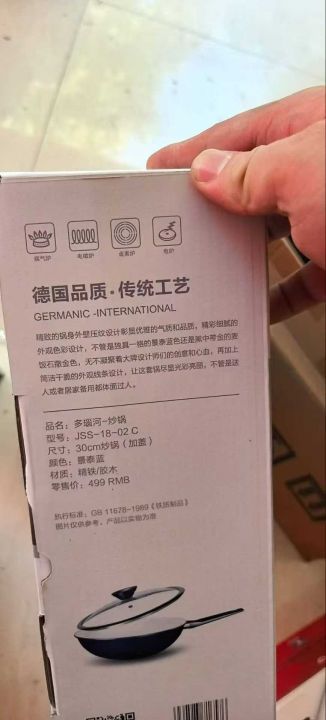 煤气炉 电磁炉 卤素炉 电炉
德国品质·传统工艺
GERMANIC -INTERNATIONAL
精致的锅身外壁压纹设计彰显优雅的气质和品质，精彩细腻的
外观色彩设计，不管是独具一格的景泰蓝色还是黑中带金的麦
饭石撒金色，无不凝聚着大牌设计师们的创意和心血，再加上
简洁干脆的外观线条设计，让这套锅尽显光彩亮丽，不管是送
人或者居家备用都体面过人。
品名：多瑙河-炒锅
型号：JSS-18-02 C
尺寸：30cm炒锅（加盖）
颜色：景泰蓝
材质：精铁/胶木
零售价：499 RMB
执行标准：GB 11678-1989《铁质制品》
图片仅供参考，产品以实物为准